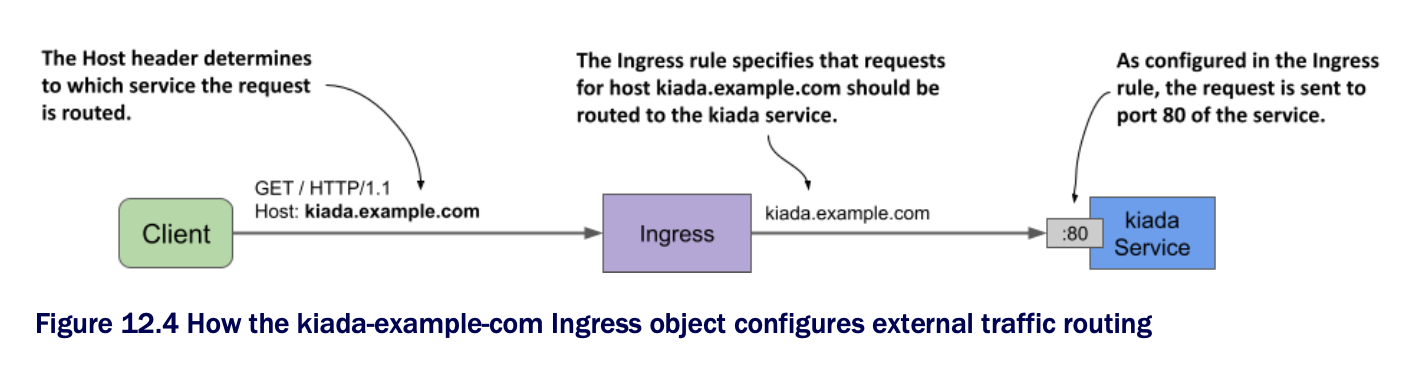 The Host header determines
to which service the request
is routed.
The Ingress rule specifies that requests
for host kiada.example.com should be
routed to the kiada service.
As configured in the Ingress
rule, the request is sent to
port 80 of the service.
GET / HTTP/1.1
Host: kiada.example.com
Client
Ingress
kiada.example.com
:80
kiada
Service
Figure 12.4 How the kiada-example-com Ingress object configures external traffic routing